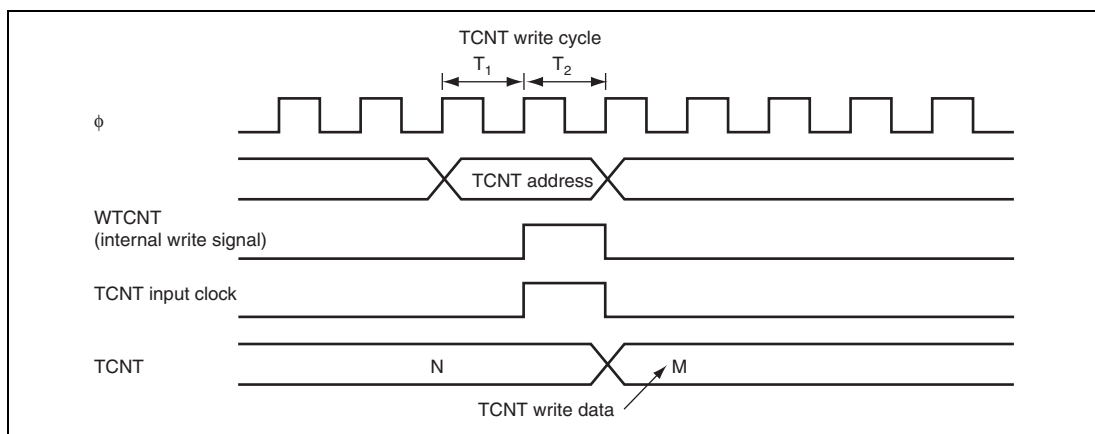 TCNT write cycle
T1 T2
ϕ
TCNT address
WTCNT
(internal write signal)
TCNT input clock
TCNT N M
TCNT write data